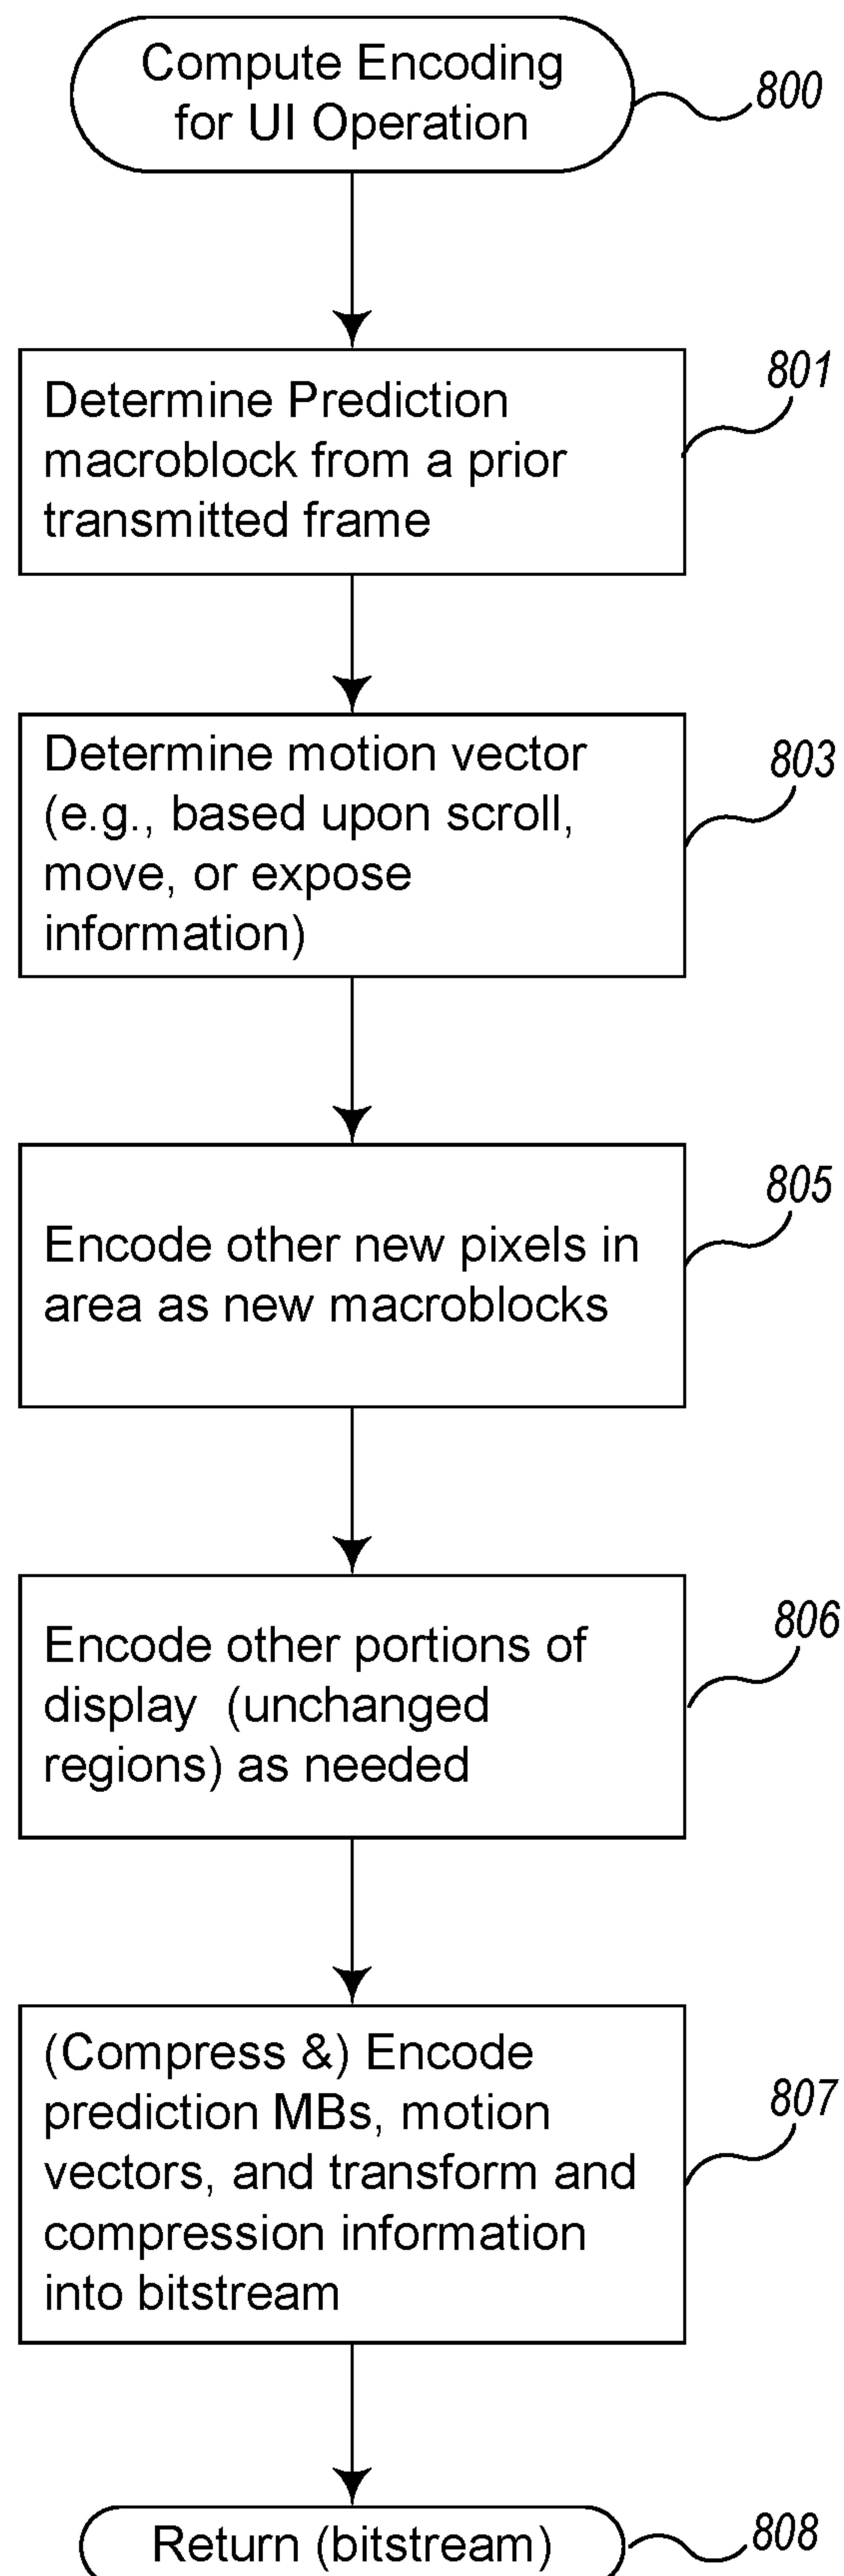 Compute Encoding
for UI Operation
800
801
Determine Prediction
macroblock from a prior
transmitted frame
803
Determine motion vector
(e.g., based upon scroll,
move, or expose
information)
805
Encode other new pixels in
area as new macroblocks
806
Encode other portions of
display (unchanged
regions) as needed
807
(Compress &) Encode
prediction MBs, motion
vectors, and transform and
compression information
into bitstream
Return (bitstream)
808